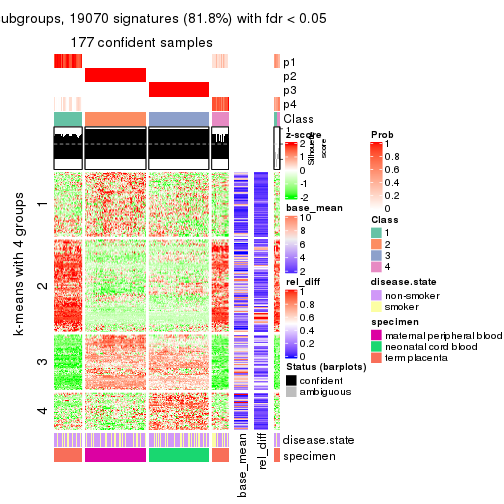 ubgroups, 19070 signatures (81.8%) with fdr < 0.05
177 confident samples
p1
p2
p3
p4
Class
1
Silhouette
score
k-means with 4 groups
1
2
3
4
base_mean
rel_diff
disease.state
specimen
z-score
2
1
0
-1
-2
base_mean
10
8
6
4
2
rel_diff
1
0.8
0.6
0.4
0.2
0
Status (barplots)
confident
ambiguous
Prob
1
0.8
0.6
0.4
0.2
0
Class
1
2
3
4
disease.state
non-smoker
smoker
specimen
maternal peripheral blood
neonatal cord blood
term placenta